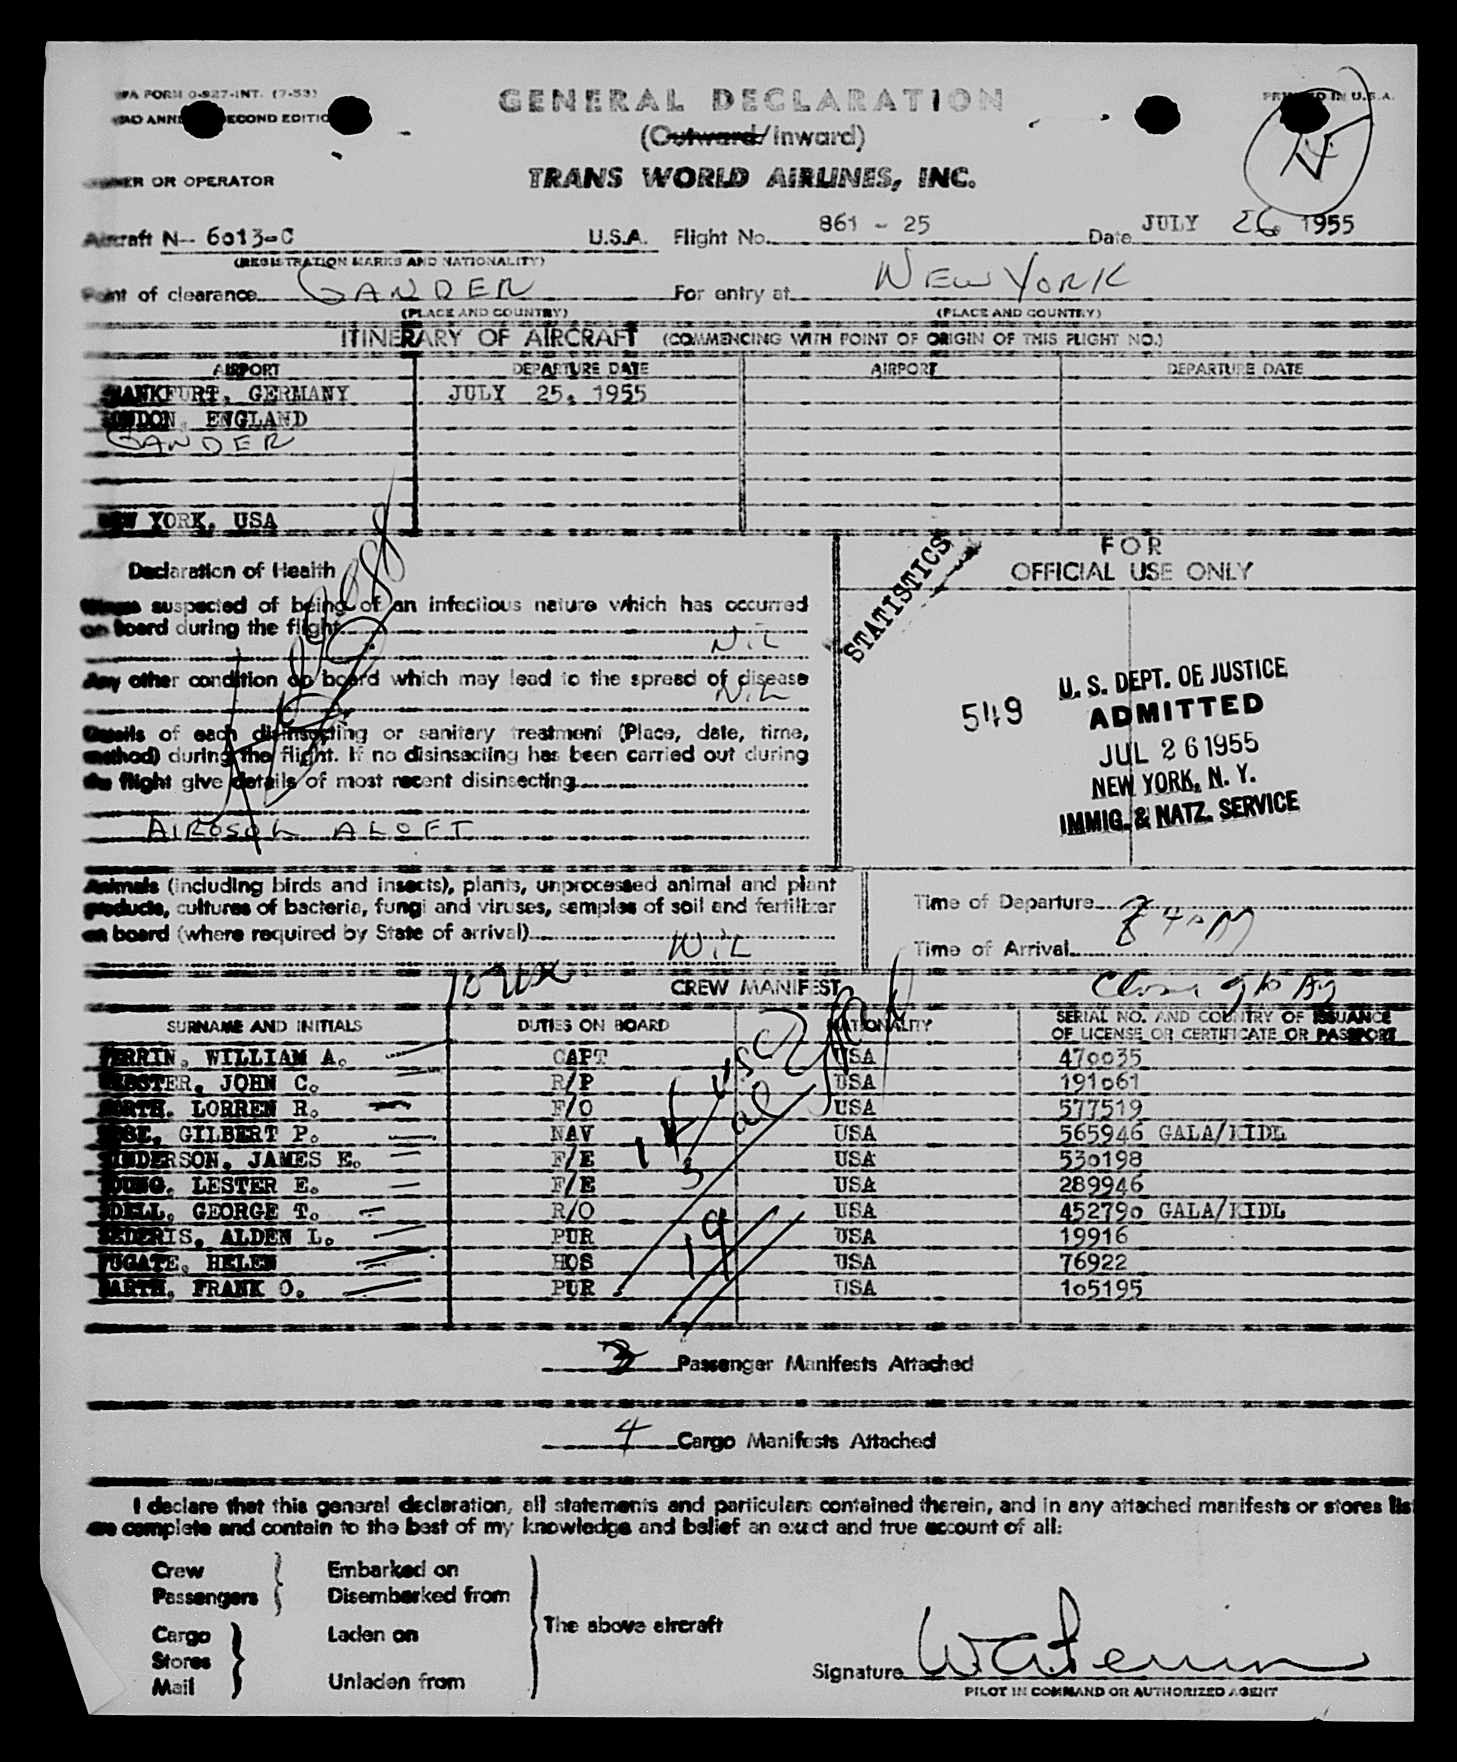 GENERAL DECLARATION
(Outward/Inward)
PRINTED IN U.S.A.
OR OPERATOR
TRANS WORLD AIRLINES, INC.
Aircraft N-- 6013-C U.S.A. Flight No. 861 - 25 Date JULY 26 1955
(REGISTRATION MARKS AND NATIONALITY)
Point of clearance GANDER For entry at NEW YORK
(PLACE AND COUNTRY) (PLACE AND COUNTRY)
ITINERARY OF AIRCRAFT (COMMENCING WITH POINT OF ORIGIN OF THIS FLIGHT NO.)
AIRPORT DEPARTURE DATE AIRPORT DEPARTURE DATE
FRANKFURT, GERMANY JULY 25, 1955
LONDON, ENGLAND
GANDER
NEW YORK, USA
FOR
OFFICIAL USE ONLY
STATISTICS
Declaration of Health
suspected of being of an infectious nature which has occurred
on board during the flight Nil
Any other condition on board which may lead to the spread of disease
Nil
Details of each disinsecting or sanitary treatment (Place, date, time,
method) during the flight. If no disinsecting has been carried out during
the flight give details of most recent disinsecting
AIROSOL ALOFT
549
U. S. DEPT. OF JUSTICE
ADMITTED
JUL 26 1955
NEW YORK, N. Y.
IMMIG. & NATZ. SERVICE
Animals (including birds and insects), plants, unprocessed animal and plant
products, cultures of bacteria, fungi and viruses, samples of soil and fertilizer
on board (where required by State of arrival) NiL
Time of Departure
Time of Arrival
CREW MANIFEST
SURNAME AND INITIALS DUTIES ON BOARD NATIONALITY SERIAL NO. AND COUNTRY OF ISSUANCE
OF LICENSE OR CERTIFICATE OR PASSPORT
PERRIN, WILLIAM A. CAPT USA 470035
WEBSTER, JOHN C. R/P USA 191061
NORTH, LORREN R. F/O USA 577519
GILBERT P. NAV USA 565946 GALA/KIDL
JAMES E. F/E USA 530198
YOUNG, LESTER E. F/E USA 289946
GEORGE T. R/O USA 452790 GALA/KIDL
ALDEN L. PUR USA 19916
FUGATE, HELEN HOS USA 76922
BARTH, FRANK O. PUR USA 105195
19
3 Passenger Manifests Attached
4 Cargo Manifests Attached
I declare that this general declaration, all statements and particulars contained therein, and in any attached manifests or stores list
are complete and contain to the best of my knowledge and belief an exact and true account of all:
Crew Embarked on
Passengers Disembarked from
The above aircraft
Cargo Laden on
Stores
Mail Unladen from
Signature WAPerrin
PILOT IN COMMAND OR AUTHORIZED AGENT